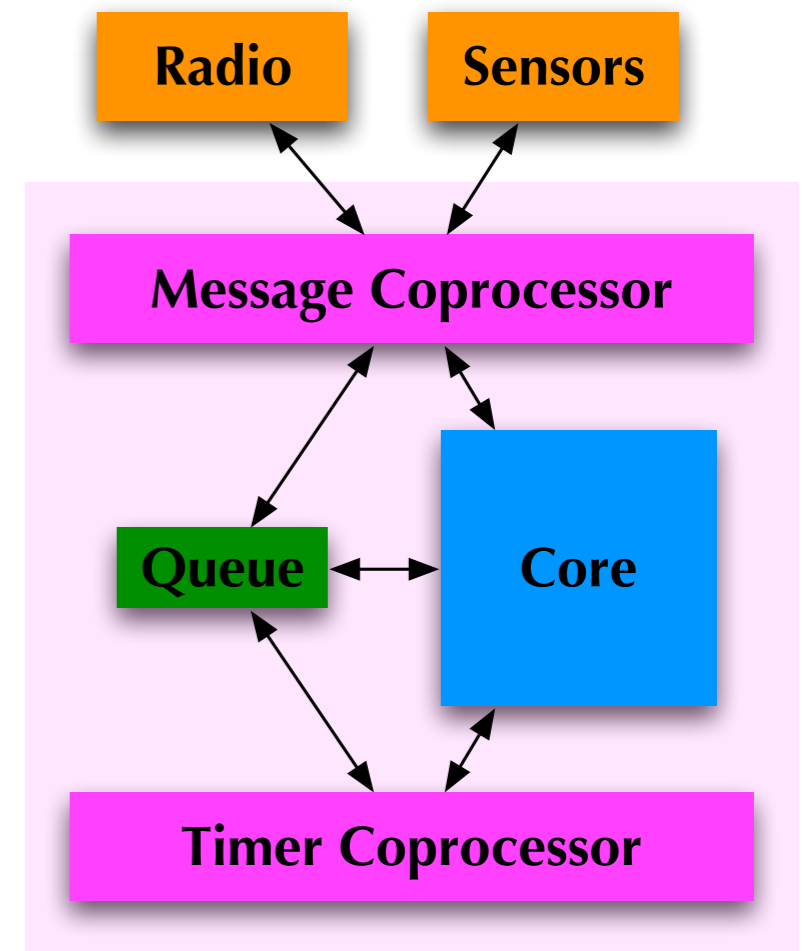 Radio
Sensors
Message Coprocessor
Queue
Core
Timer Coprocessor